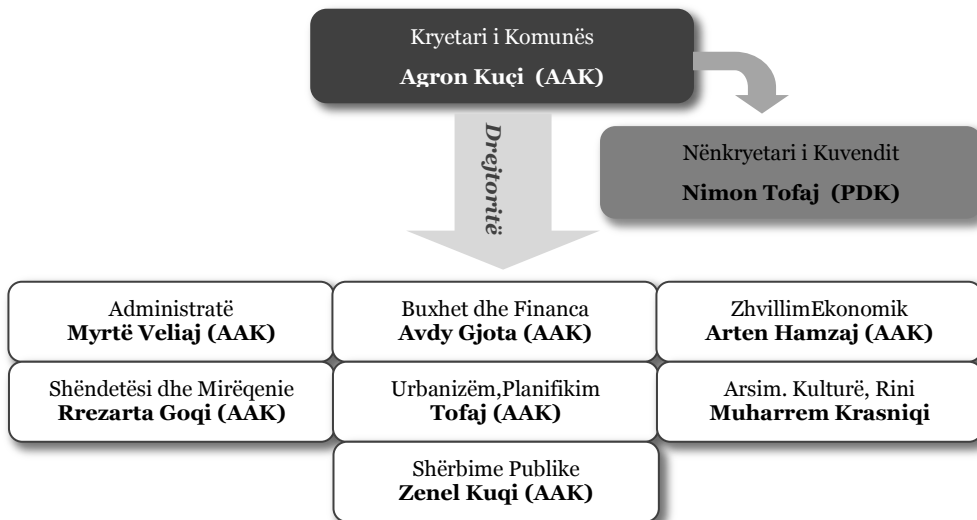 Kryetari i Komunës
Agron Kuçi (AAK)
Drejtoritë
Nënkryetari i Kuvendit
Nimon Tofaj (PDK)
Administratë
Myrtë Veliaj (AAK)
Buxhet dhe Financa
Avdy Gjota (AAK)
ZhvillimEkonomik
Arten Hamzaj (AAK)
Shëndetësi dhe Mirëqenie
Rrezarta Goqi (AAK)
Urbanizëm,Planifikim
Tofaj (AAK)
Arsim. Kulturë, Rini
Muharrem Krasniqi
Shërbime Publike
Zenel Kuqi (AAK)